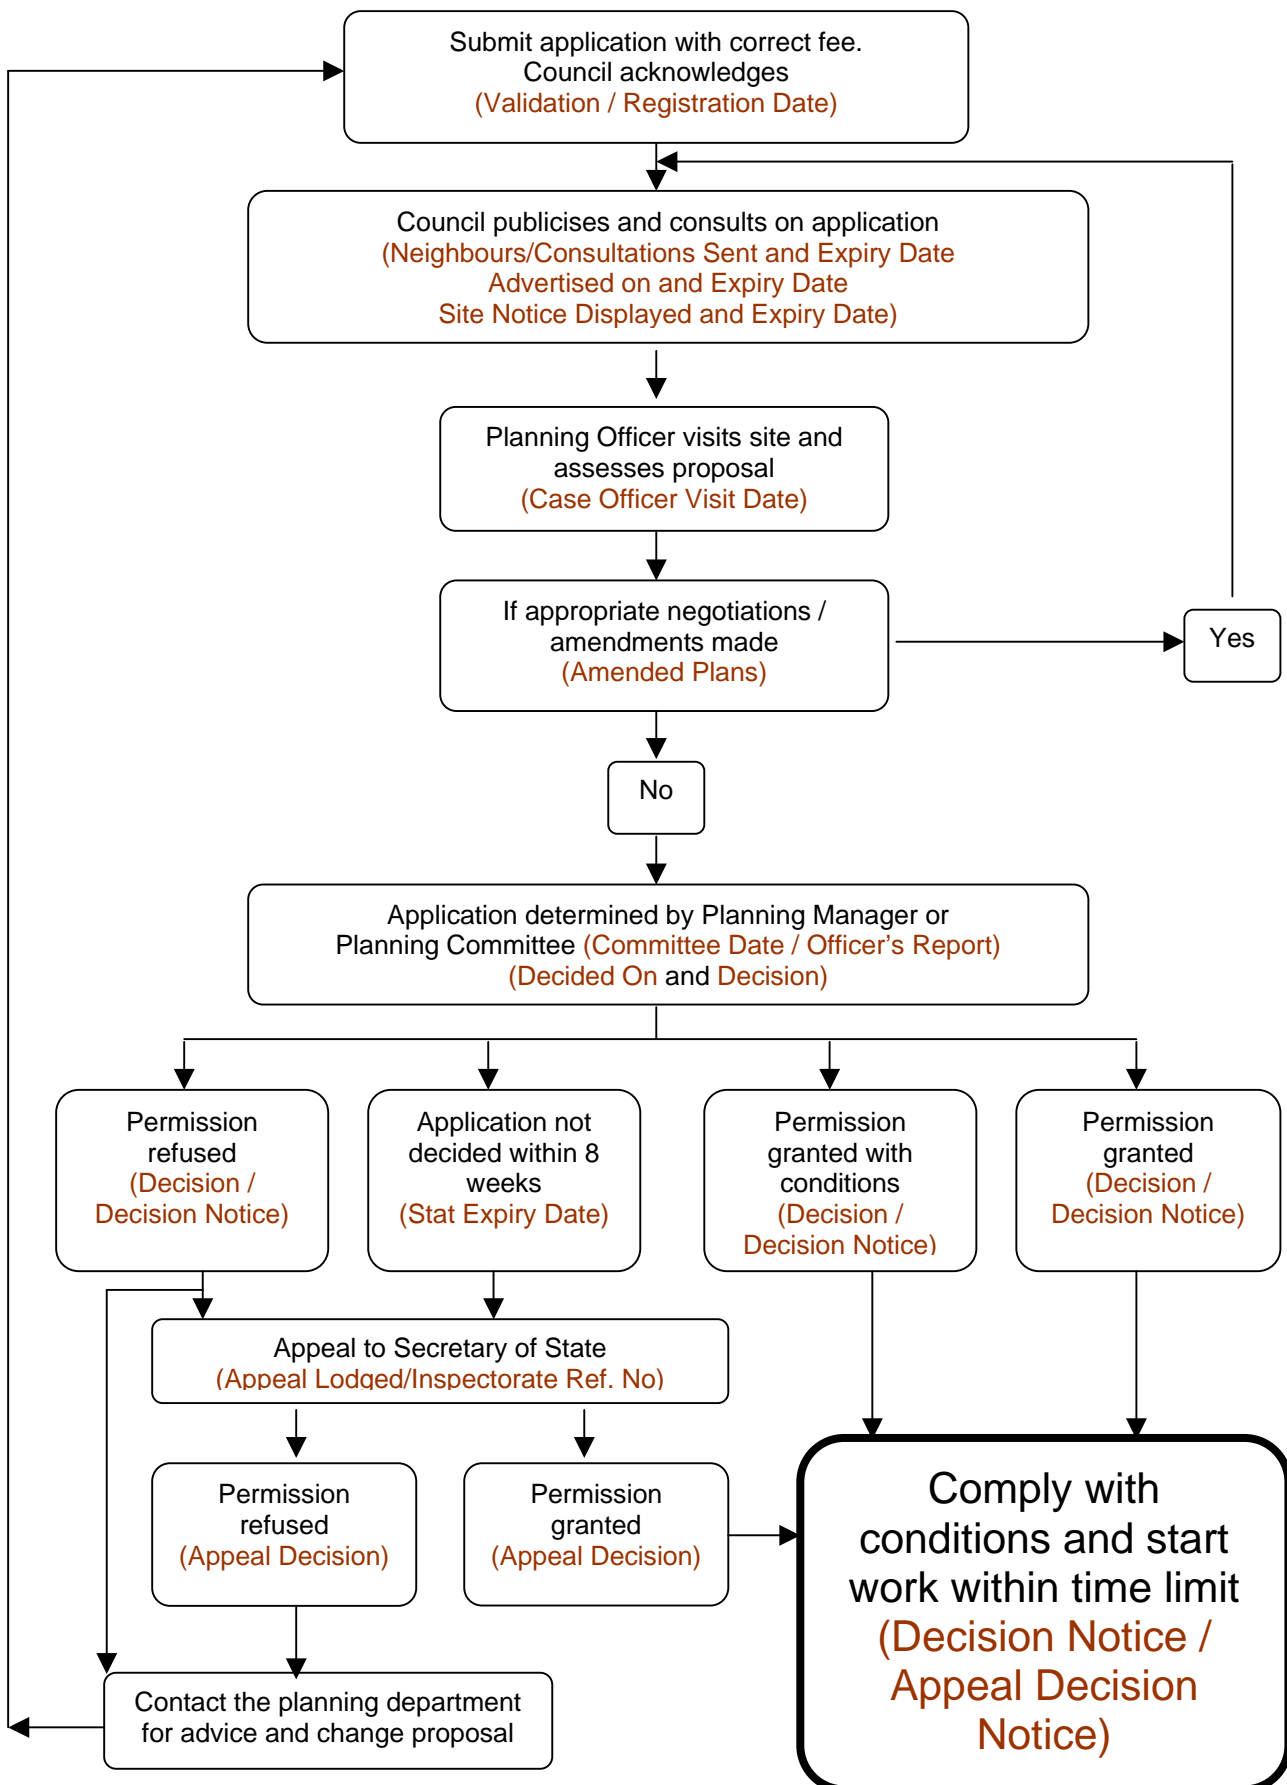 Submit application with correct fee.
Council acknowledges
(Validation / Registration Date)
Council publicises and consults on application
(Neighbours/Consultations Sent and Expiry Date
Advertised on and Expiry Date
Site Notice Displayed and Expiry Date)
Planning Officer visits site and
assesses proposal
(Case Officer Visit Date)
If appropriate negotiations /
amendments made
(Amended Plans)
Yes
No
Application determined by Planning Manager or
Planning Committee (Committee Date / Officer’s Report)
(Decided On and Decision)
Permission
refused
(Decision /
Decision Notice)
Application not
decided within 8
weeks
(Stat Expiry Date)
Permission
granted with
conditions
(Decision /
Decision Notice)
Permission
granted
(Decision /
Decision Notice)
Appeal to Secretary of State
(Appeal Lodged/Inspectorate Ref. No)
Permission
refused
(Appeal Decision)
Permission
granted
(Appeal Decision)
Comply with
conditions and start
work within time limit
(Decision Notice /
Appeal Decision
Notice)
Contact the planning department
for advice and change proposal